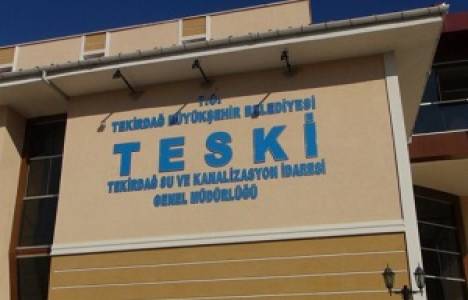 T.C.
TEKİRDAĞ BÜYÜKŞEHİR BELEDİYESİ
TESKİ
TEKİRDAĞ SU VE KANALİZASYON İDARESİ
GENEL MÜDÜRLÜĞÜ